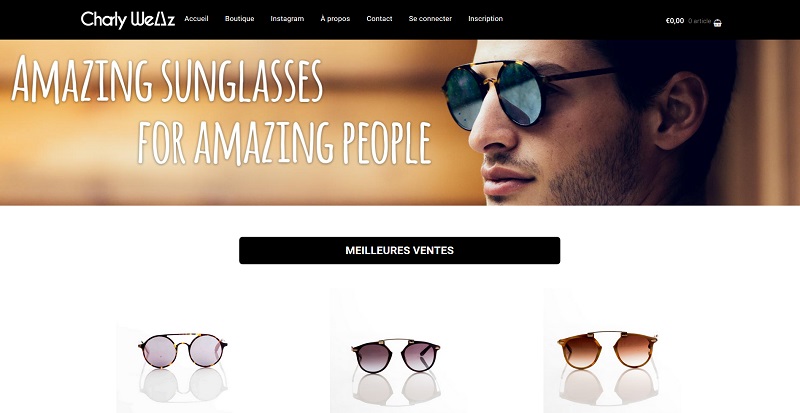 Charly Wellz Accueil Boutique Instagram À propos Contact Se connecter Inscription €0,00 0 article
AMAZING SUNGLASSES
FOR AMAZING PEOPLE
MEILLEURES VENTES